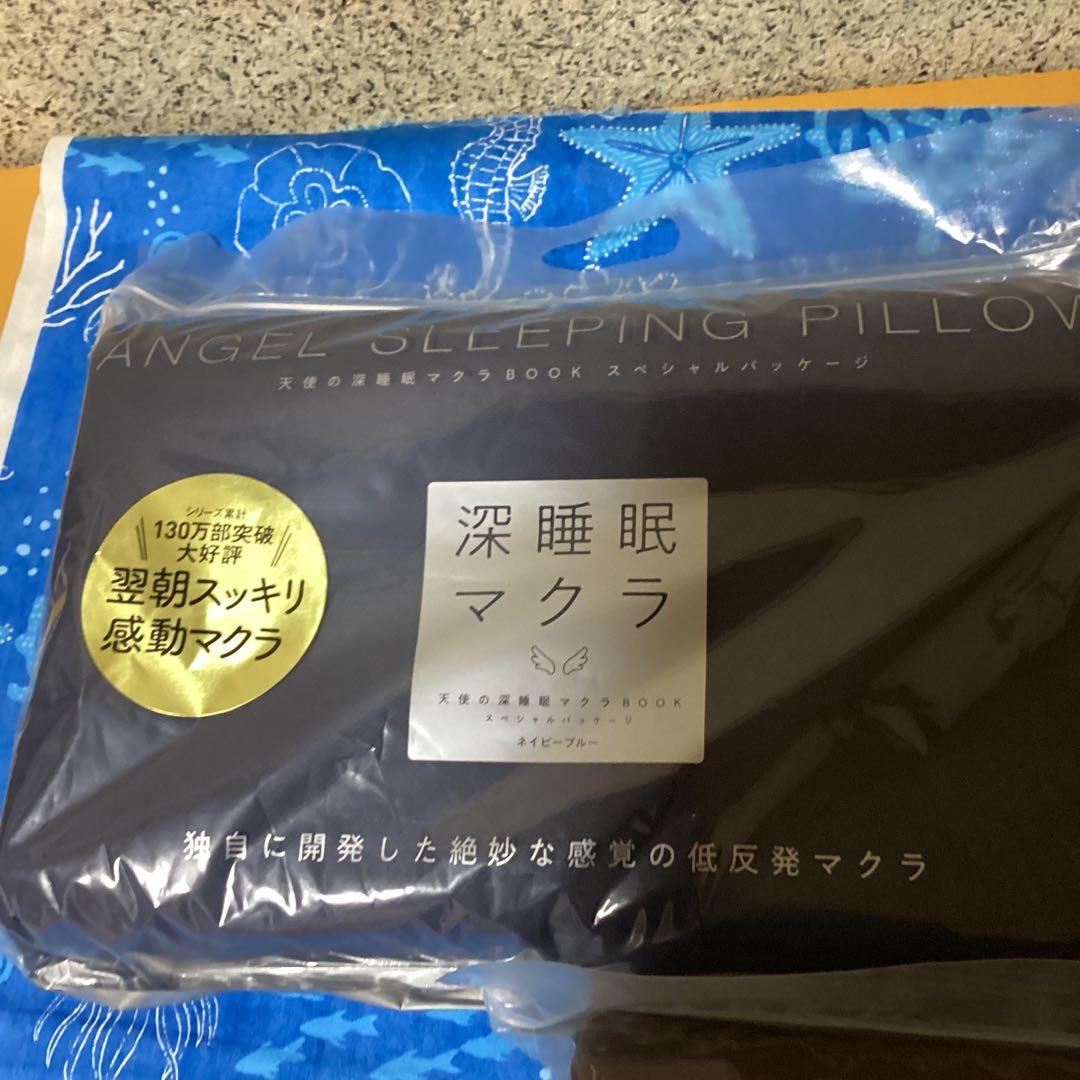 ANGEL SLEEPING PILLOW
天使の深睡眠マクラBOOK スペシャルパッケージ
シリーズ累計
130万部突破
大好評
翌朝スッキリ
感動マクラ
深睡眠
マクラ
天使の深睡眠マクラBOOK
スペシャルパッケージ
ネイビーブルー
独自に開発した絶妙な感覚の低反発マクラ